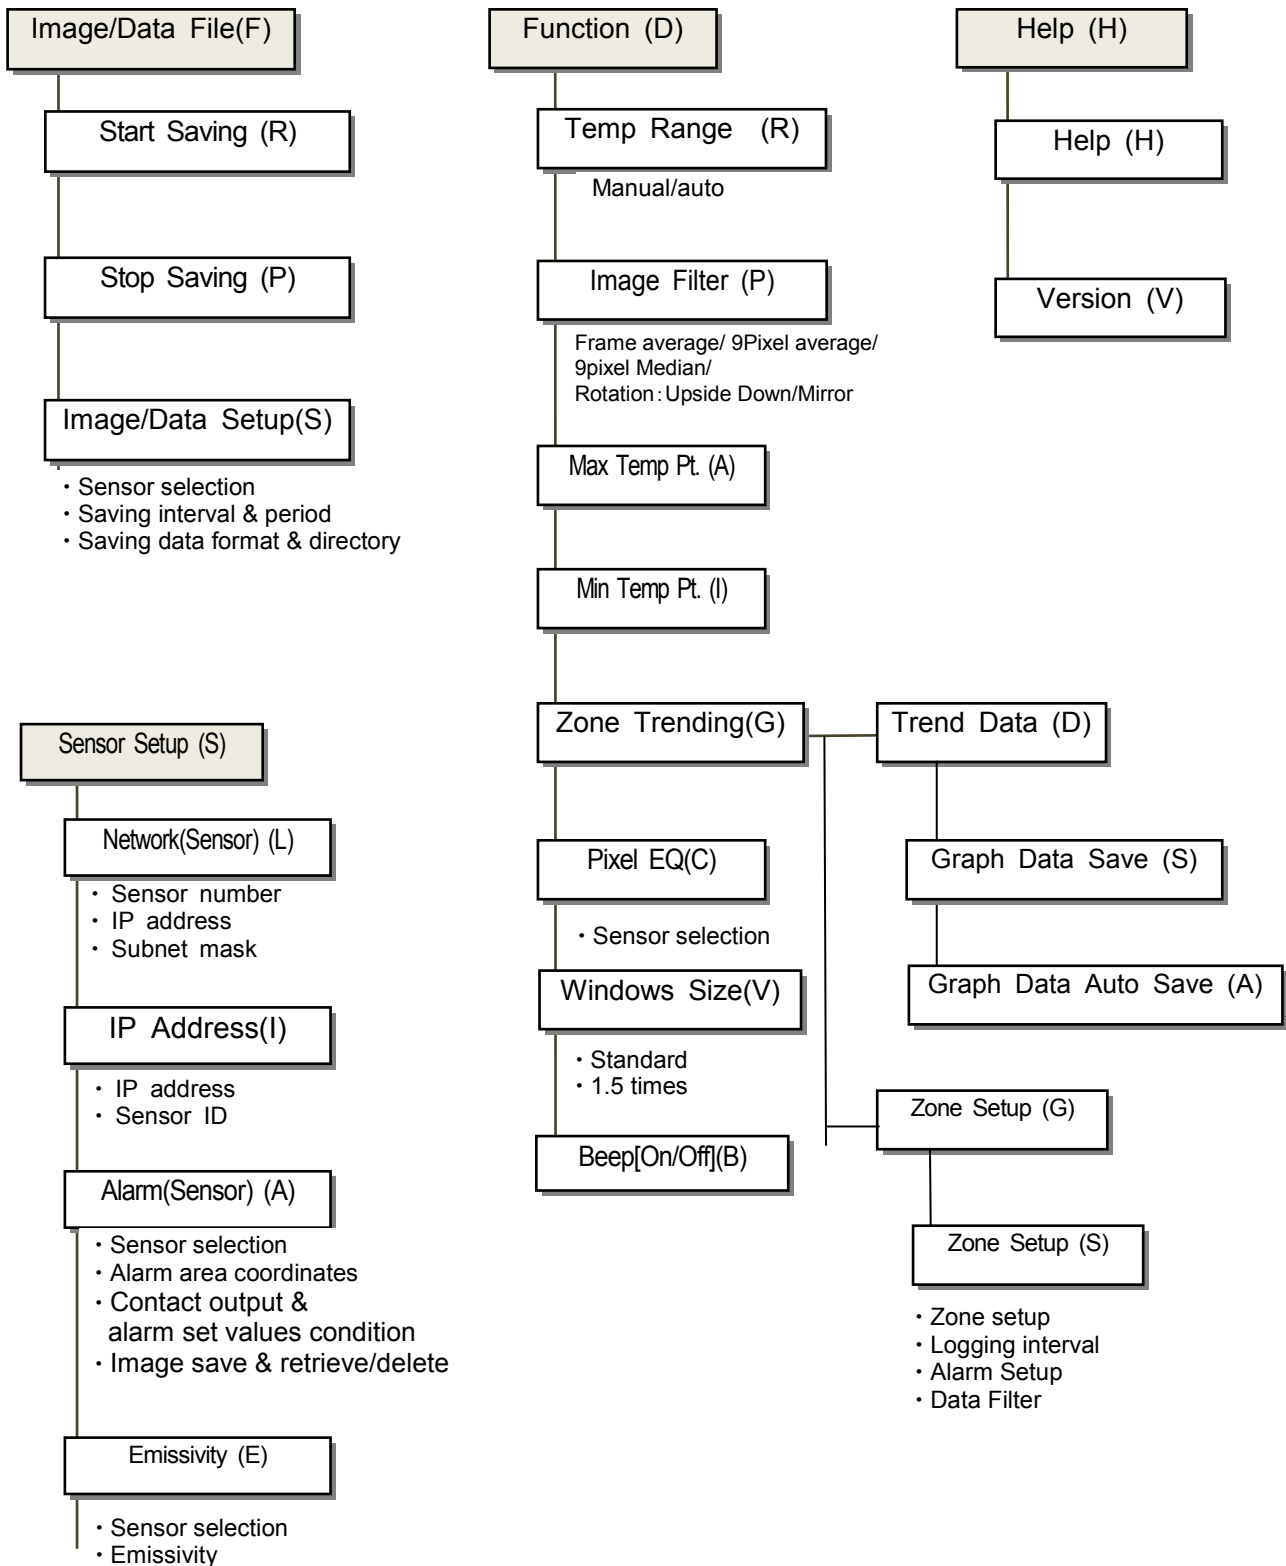 Image/Data File(F)
Start Saving (R)
Stop Saving (P)
Image/Data Setup(S)
・Sensor selection
・Saving interval & period
・Saving data format & directory
Sensor Setup (S)
Network(Sensor) (L)
・Sensor number
・IP address
・Subnet mask
IP Address(I)
・IP address
・Sensor ID
Alarm(Sensor) (A)
・Sensor selection
・Alarm area coordinates
・Contact output &
alarm set values condition
・Image save & retrieve/delete
Emissivity (E)
・Sensor selection
・Emissivity
Function (D)
Temp Range (R)
Manual/auto
Image Filter (P)
Frame average/ 9Pixel average/
9pixel Median/
Rotation：Upside Down/Mirror
Max Temp Pt. (A)
Min Temp Pt. (I)
Zone Trending(G)
Pixel EQ(C)
・Sensor selection
Windows Size(V)
・Standard
・1.5 times
Beep[On/Off](B)
Trend Data (D)
Graph Data Save (S)
Graph Data Auto Save (A)
Zone Setup (G)
Zone Setup (S)
・Zone setup
・Logging interval
・Alarm Setup
・Data Filter
Help (H)
Help (H)
Version (V)